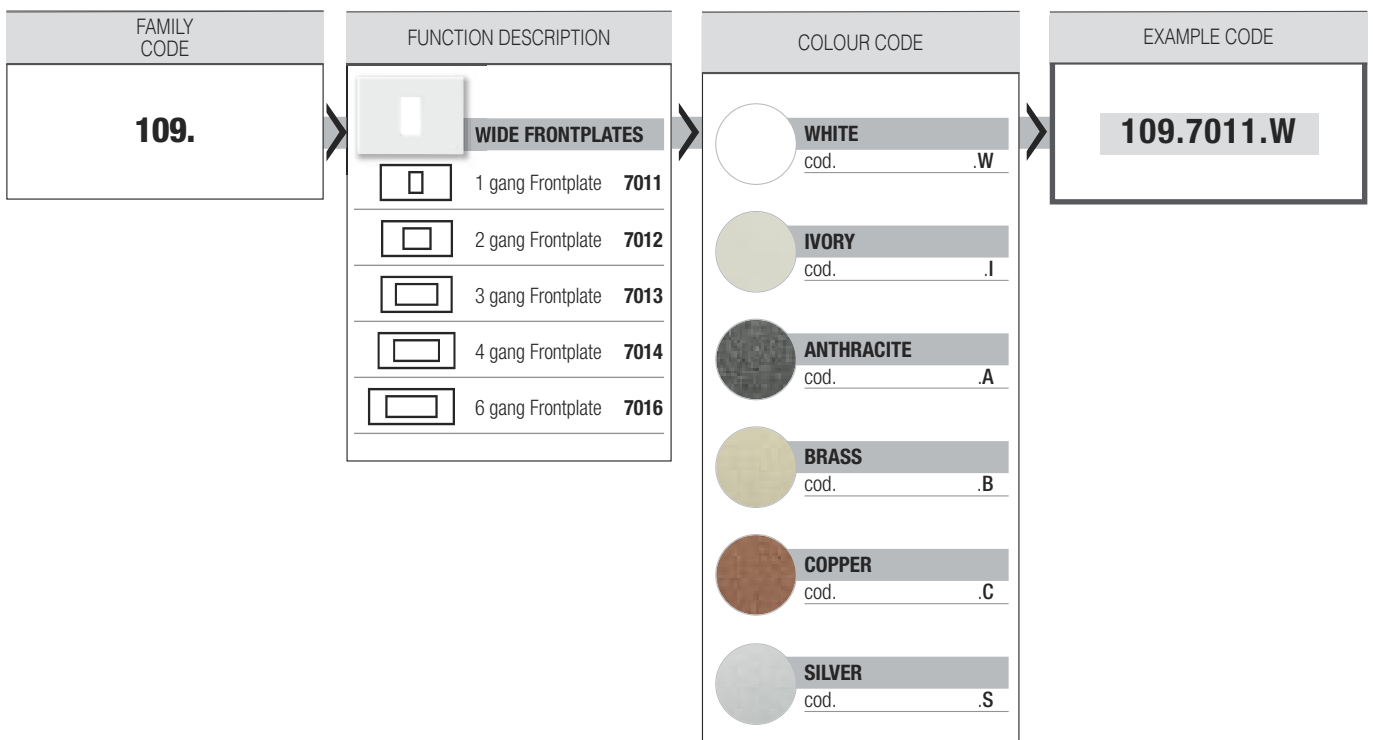 FAMILY
CODE
109.
FUNCTION DESCRIPTION
WIDE FRONTPLATES
1 gang Frontplate 7011
2 gang Frontplate 7012
3 gang Frontplate 7013
4 gang Frontplate 7014
6 gang Frontplate 7016
COLOUR CODE
WHITE
cod. .W
IVORY
cod. .I
ANTHRACITE
cod. .A
BRASS
cod. .B
COPPER
cod. .C
SILVER
cod. .S
EXAMPLE CODE
109.7011.W